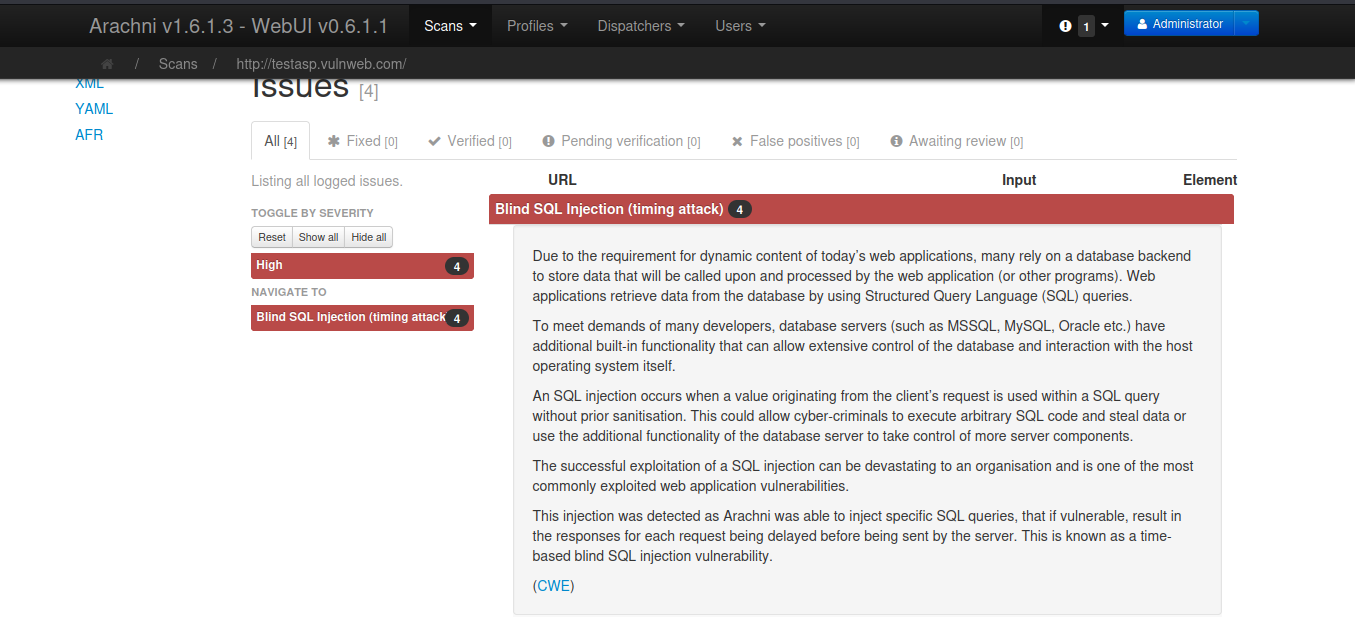 Arachni v1.6.1.3 - WebUI v0.6.1.1 Scans Profiles Dispatchers Users 1 Administrator
/ Scans / http://testasp.vulnweb.com/
XML
YAML
AFR
Issues [4]
All [4] Fixed [0] Verified [0] Pending verification [0] False positives [0] Awaiting review [0]
Listing all logged issues.
TOGGLE BY SEVERITY
Reset Show all Hide all
High 4
NAVIGATE TO
Blind SQL Injection (timing attack 4
URL Input Element
Blind SQL Injection (timing attack) 4
Due to the requirement for dynamic content of today's web applications, many rely on a database backend
to store data that will be called upon and processed by the web application (or other programs). Web
applications retrieve data from the database by using Structured Query Language (SQL) queries.
To meet demands of many developers, database servers (such as MSSQL, MySQL, Oracle etc.) have
additional built-in functionality that can allow extensive control of the database and interaction with the host
operating system itself.
An SQL injection occurs when a value originating from the client's request is used within a SQL query
without prior sanitisation. This could allow cyber-criminals to execute arbitrary SQL code and steal data or
use the additional functionality of the database server to take control of more server components.
The successful exploitation of a SQL injection can be devastating to an organisation and is one of the most
commonly exploited web application vulnerabilities.
This injection was detected as Arachni was able to inject specific SQL queries, that if vulnerable, result in
the responses for each request being delayed before being sent by the server. This is known as a time-
based blind SQL injection vulnerability.
(CWE)